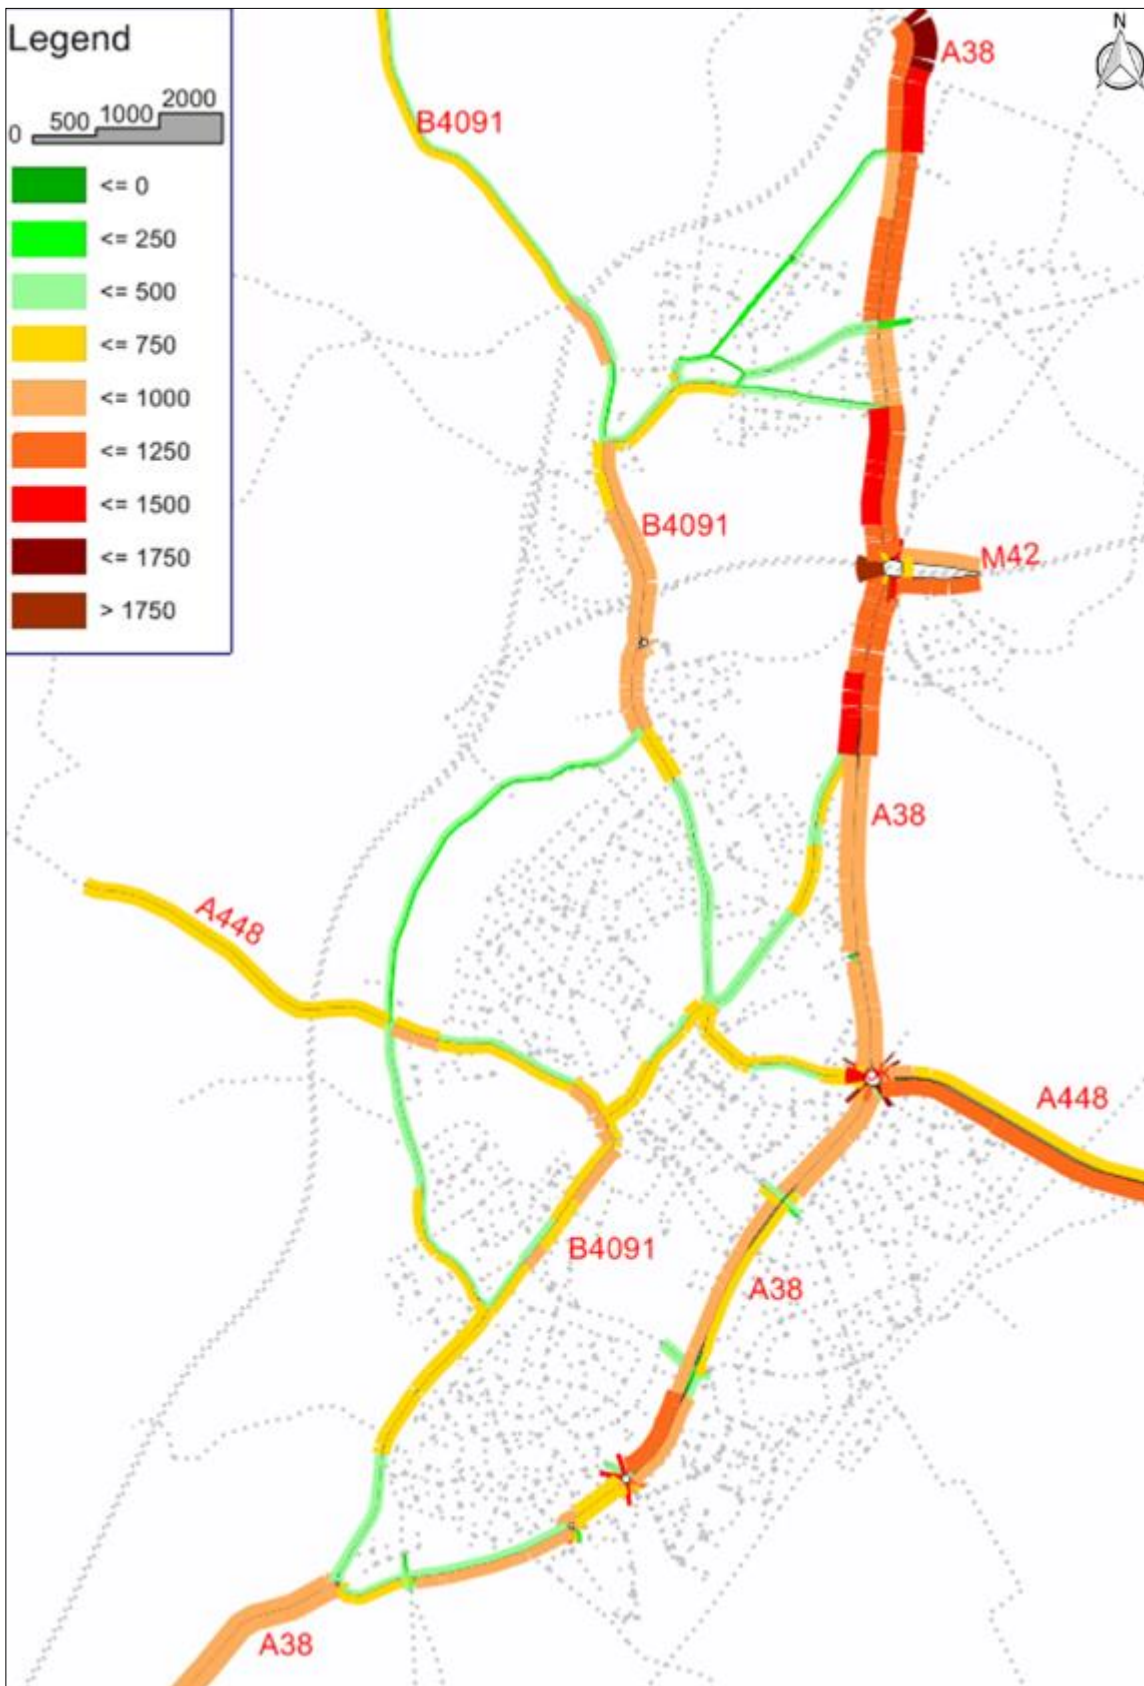 Legend
0 500 1000 2000
<= 0
<= 250
<= 500
<= 750
<= 1000
<= 1250
<= 1500
<= 1750
> 1750
N
A38
B4091
B4091
M42
A38
A448
A448
B4091
A38
A38